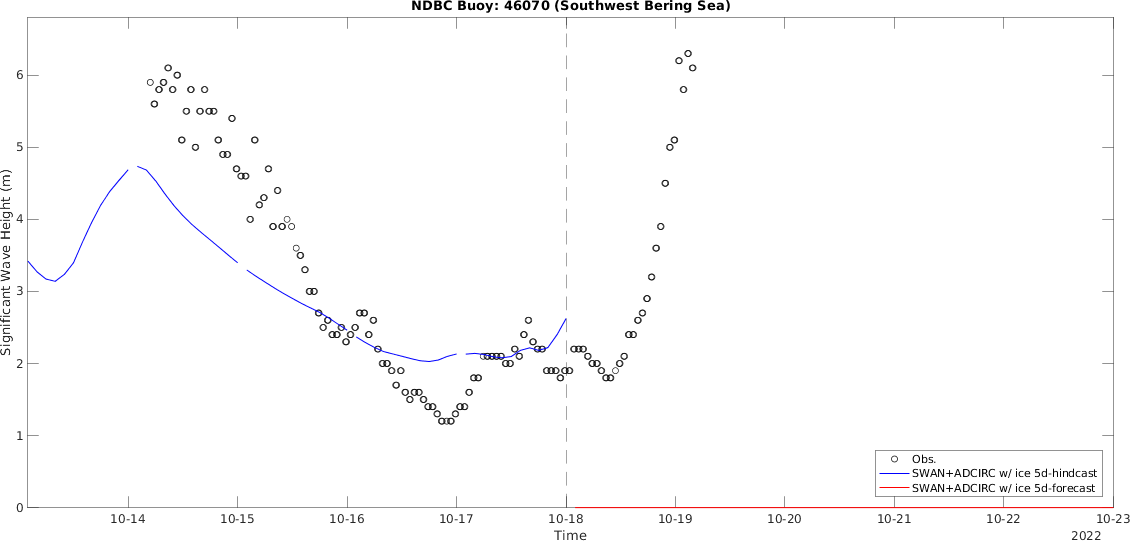 NDBC Buoy: 46070 (Southwest Bering Sea)
Significant Wave Height (m)
6
5
4
3
2
1
0
Obs.
SWAN+ADCIRC w/ ice 5d-hindcast
SWAN+ADCIRC w/ ice 5d-forecast
10-14 10-15 10-16 10-17 10-18 10-19 10-20 10-21 10-22 10-23
Time
2022